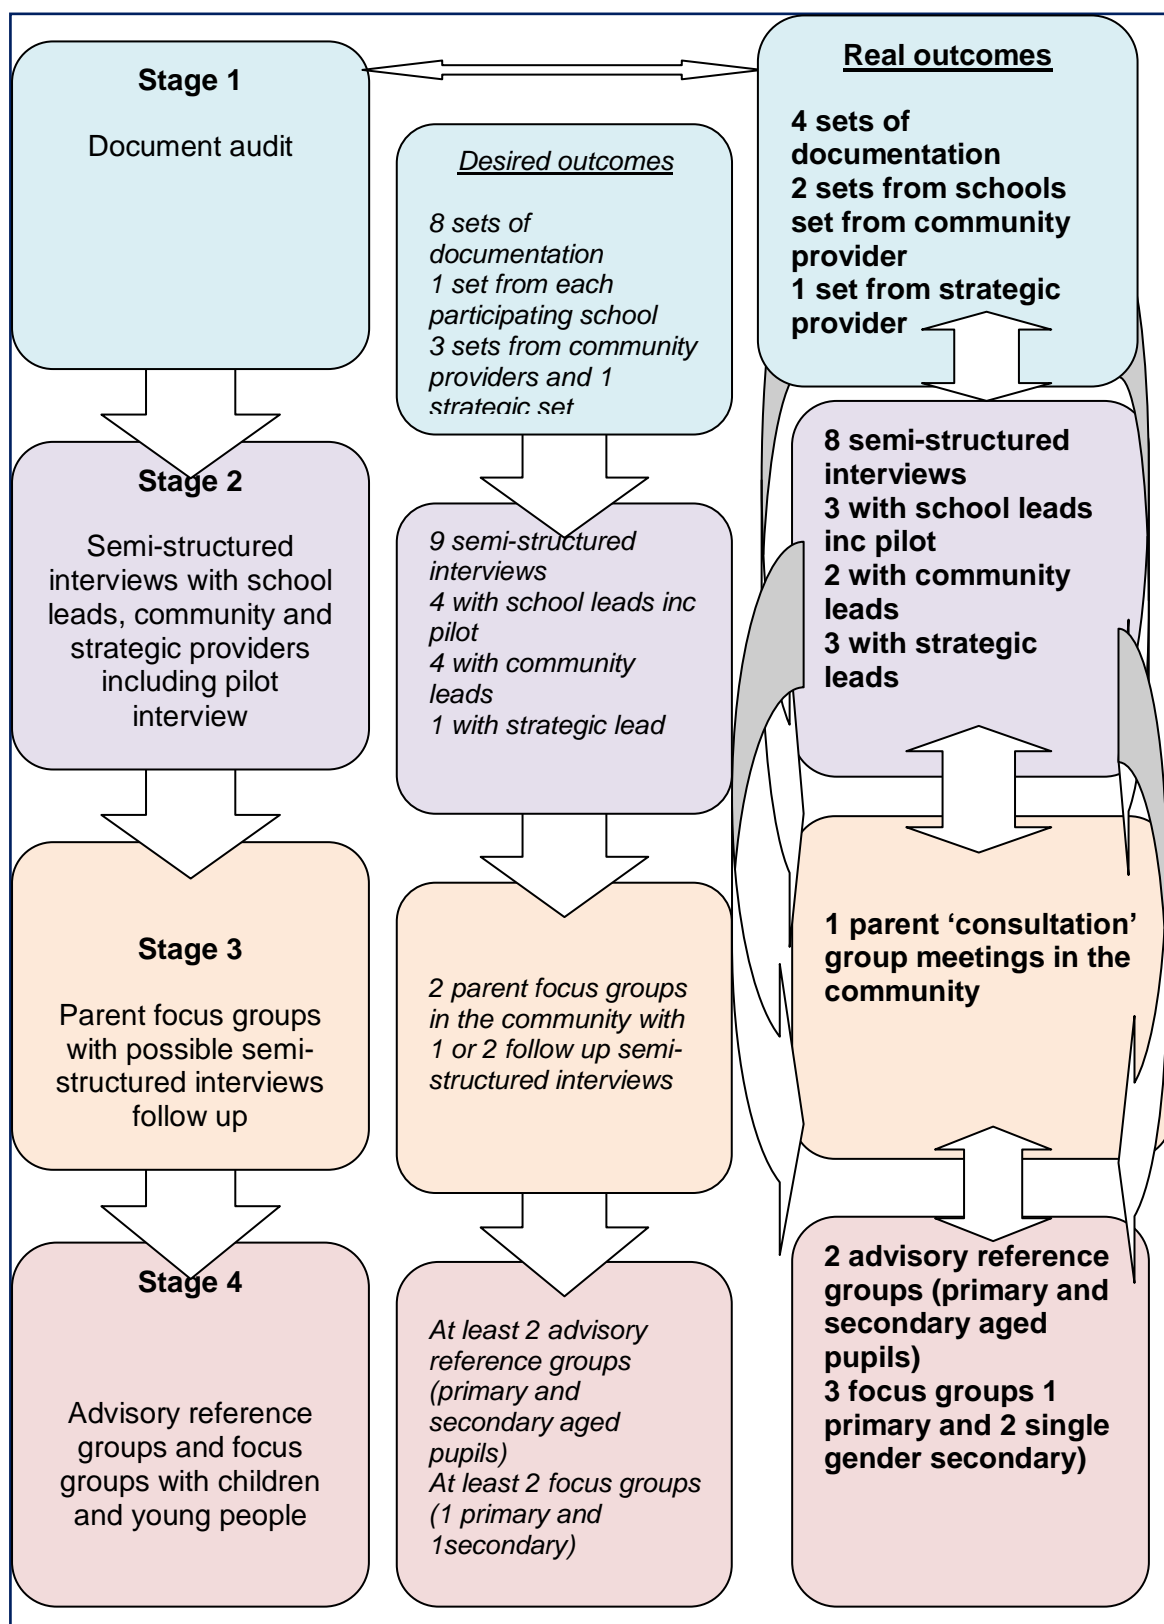 Stage 1
Document audit
Desired outcomes
8 sets of
documentation
1 set from each
participating school
3 sets from community
providers and 1
strategic set
Real outcomes
4 sets of
documentation
2 sets from schools
set from community
provider
1 set from strategic
provider
Stage 2
Semi-structured
interviews with school
leads, community and
strategic providers
including pilot
interview
9 semi-structured
interviews
4 with school leads inc
pilot
4 with community
leads
1 with strategic lead
8 semi-structured
interviews
3 with school leads
inc pilot
2 with community
leads
3 with strategic
leads
Stage 3
Parent focus groups
with possible semi-
structured interviews
follow up
2 parent focus groups
in the community with
1 or 2 follow up semi-
structured interviews
1 parent ‘consultation’
group meetings in the
community
Stage 4
Advisory reference
groups and focus
groups with children
and young people
At least 2 advisory
reference groups
(primary and
secondary aged
pupils)
At least 2 focus groups
(1 primary and
1secondary)
2 advisory reference
groups (primary and
secondary aged
pupils)
3 focus groups 1
primary and 2 single
gender secondary)